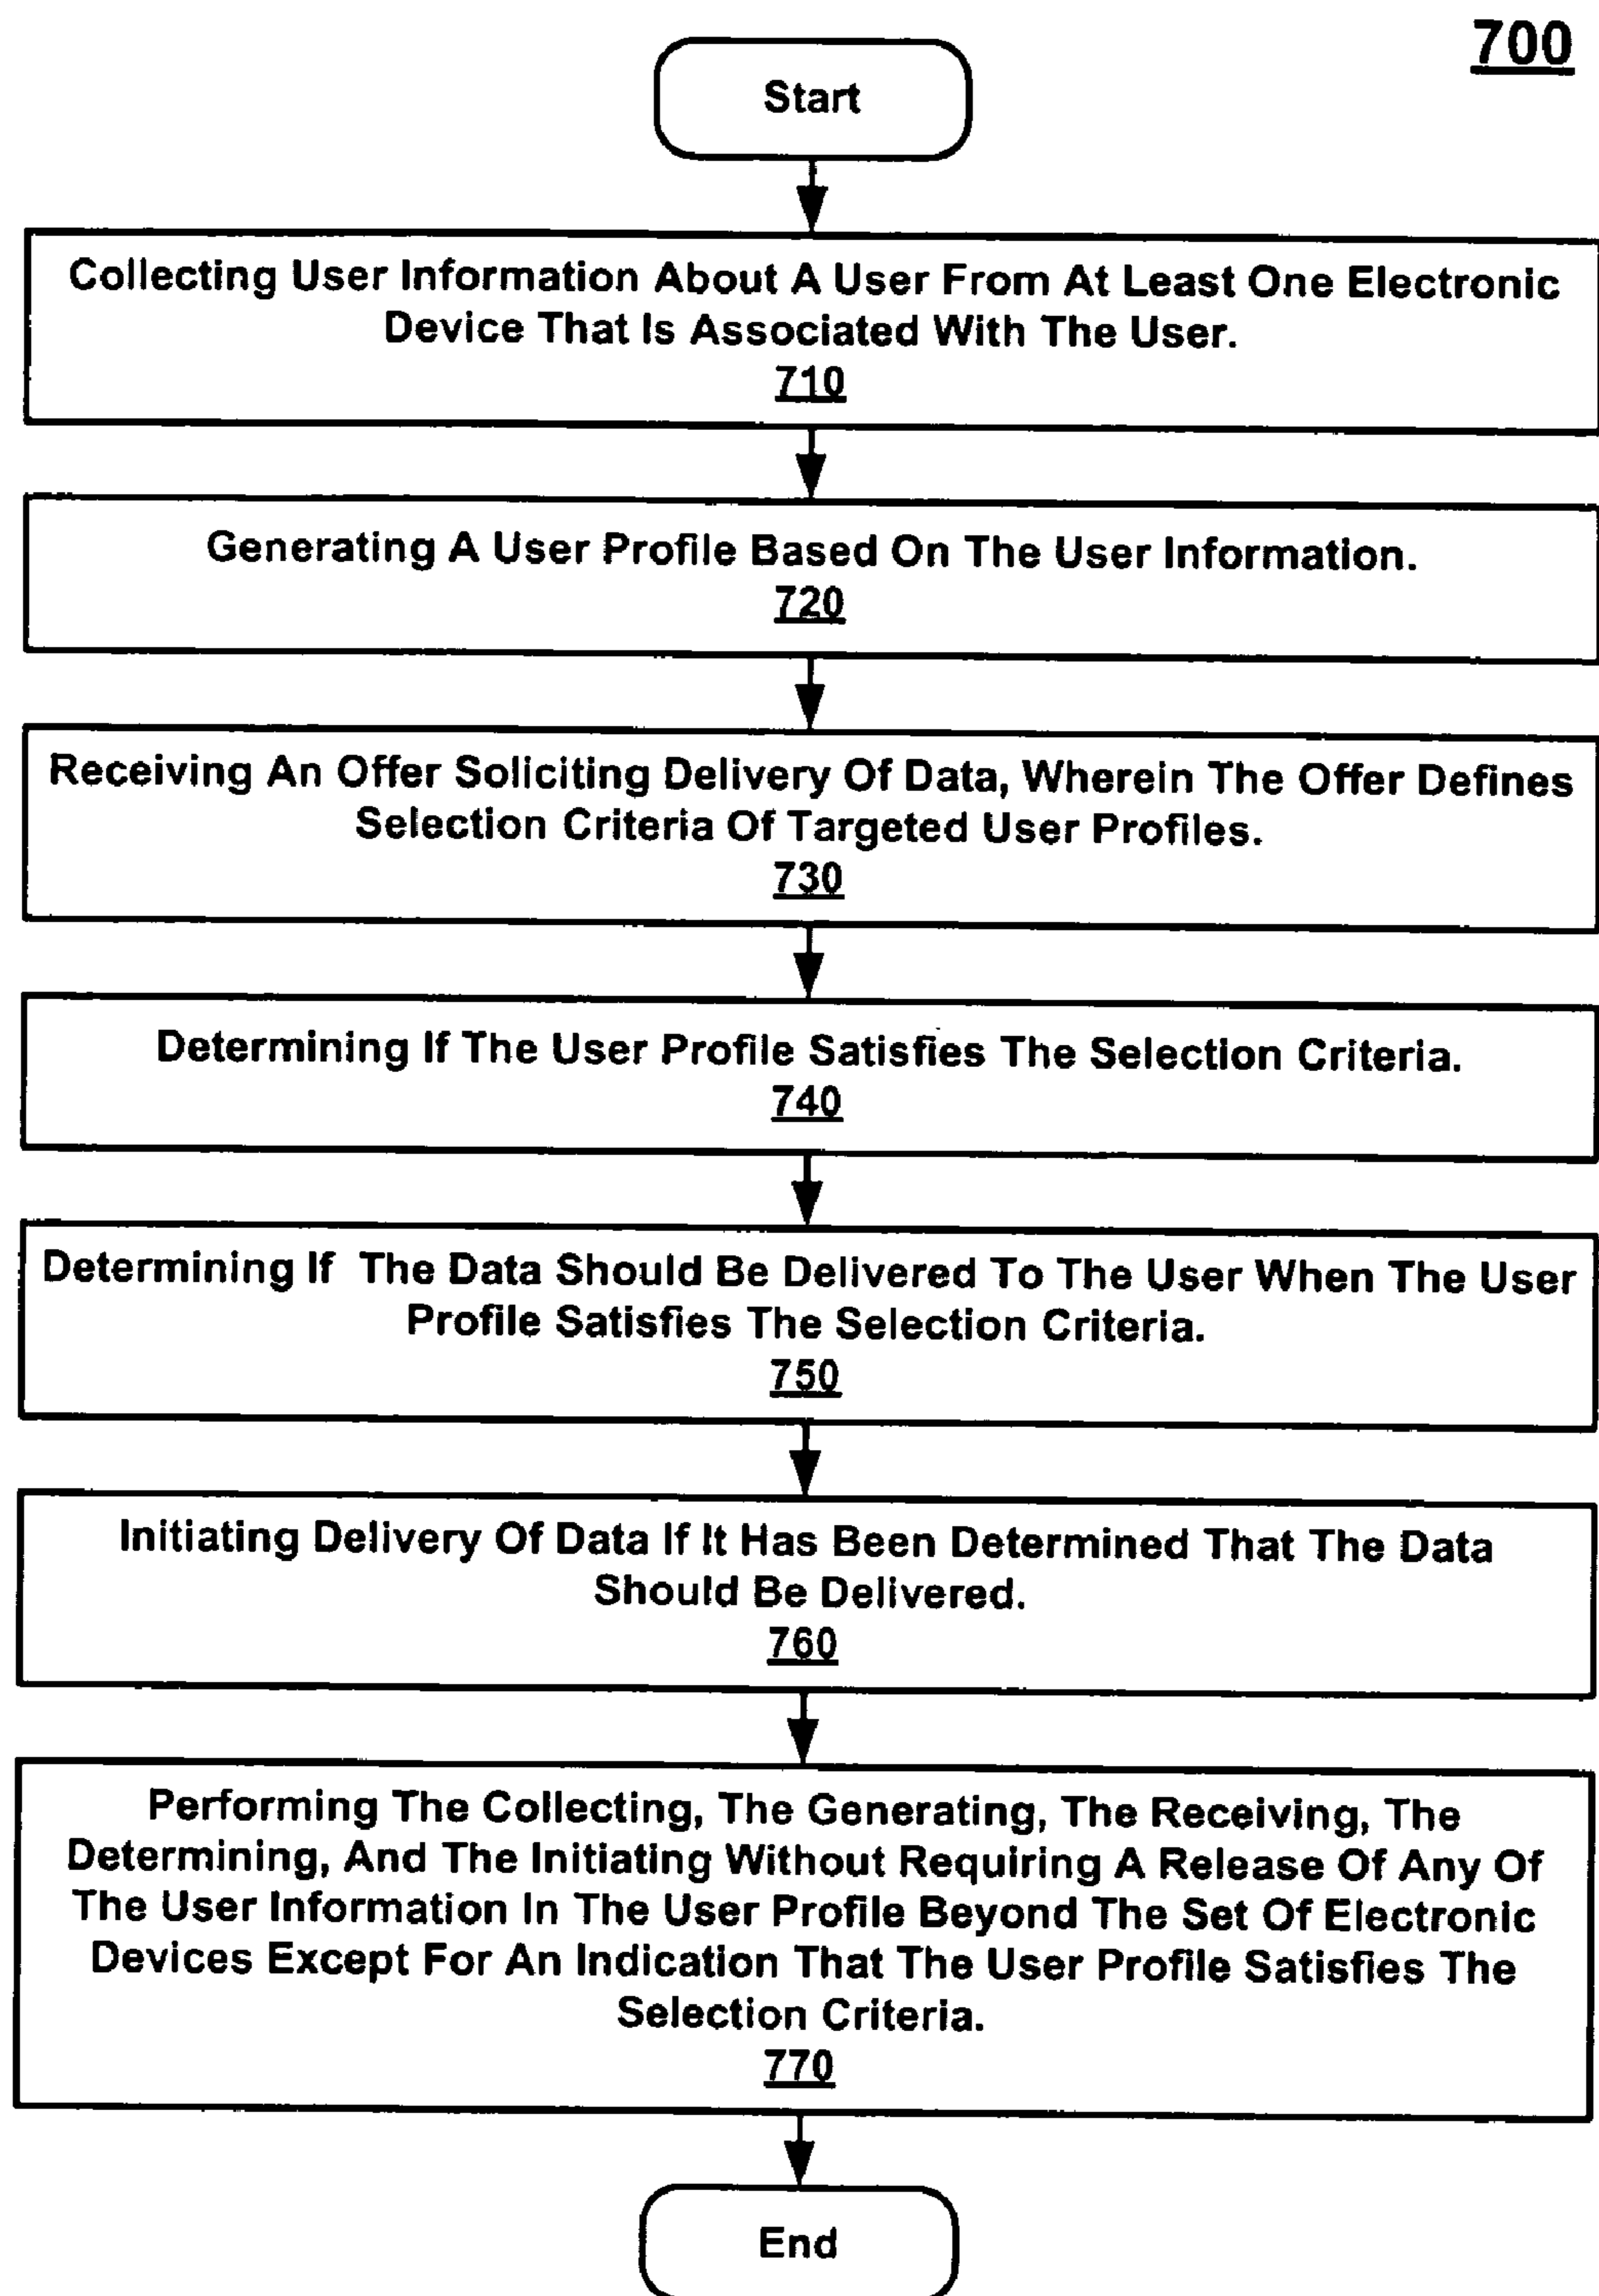 700
Start
Collecting User Information About A User From At Least One Electronic
Device That Is Associated With The User.
710
Generating A User Profile Based On The User Information.
720
Receiving An Offer Soliciting Delivery Of Data, Wherein The Offer Defines
Selection Criteria Of Targeted User Profiles.
730
Determining If The User Profile Satisfies The Selection Criteria.
740
Determining If The Data Should Be Delivered To The User When The User
Profile Satisfies The Selection Criteria.
750
Initiating Delivery Of Data If It Has Been Determined That The Data
Should Be Delivered.
760
Performing The Collecting, The Generating, The Receiving, The
Determining, And The Initiating Without Requiring A Release Of Any Of
The User Information In The User Profile Beyond The Set Of Electronic
Devices Except For An Indication That The User Profile Satisfies The
Selection Criteria.
770
End